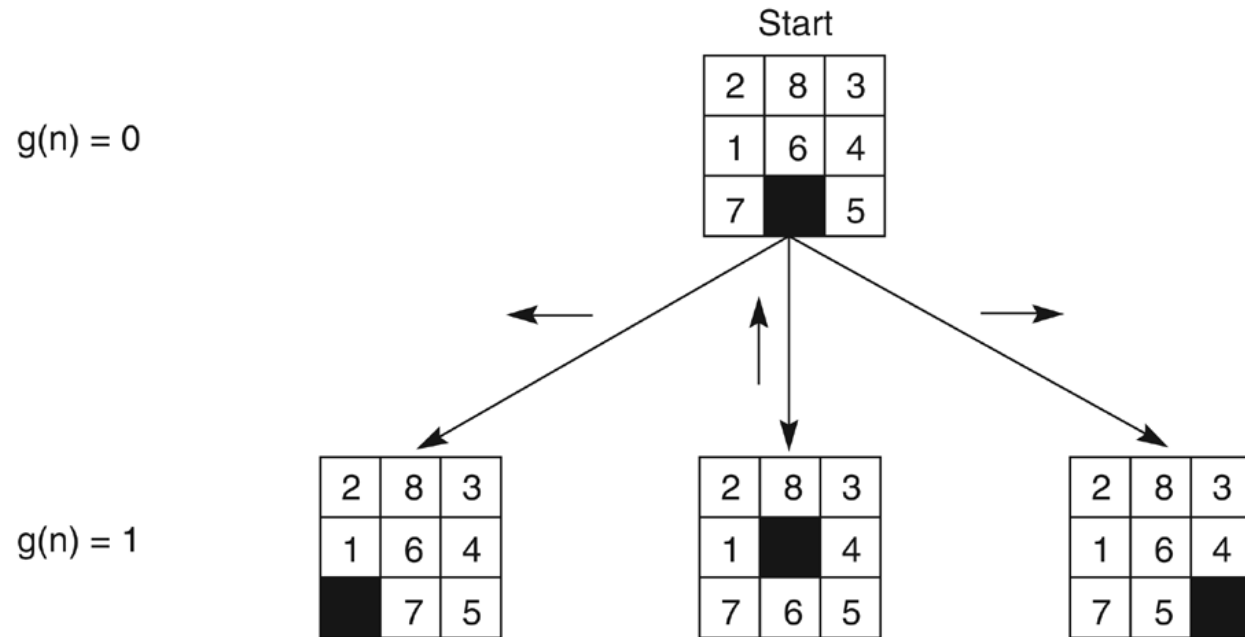 Start
2 8 3
g(n) = 0
1 6 4
7 5
2 8 3 2 8 3 2 8 3
g(n) = 1
1 6 4 1 4 1 6 4
7 5 7 6 5 7 5